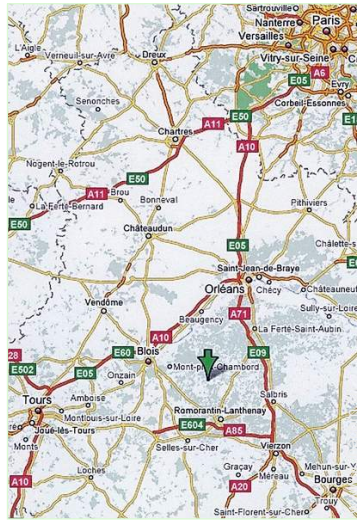 Sartrouville
Nanterre
Paris
Versailles
Vitry-sur-Seine
L'Aigle
Verneuil-sur-Avre
Dreux
E05
A6
Evry
Corbeil-Essonnes
Senonches
E50
A11
Chartres
A10
Nogent-le-Rotrou
E50
A11
Brou
La Ferté-Bernard
Bonneval
E50
Pithiviers
Châteaudun
E05
Châlette-s
Saint-Jean-de-Braye
Orléans
Chécy
Châteauneuf
Vendôme
A71
Sully-sur-Loire
Beaugency
A10
La Ferté-Saint-Aubin
28
E60
Blois
E09
E502
E05
Onzain
Mont-pr
Chambord
Amboise
Salbris
Tours
Montlouis-sur-Loire
Romorantin-Lanthenay
Joué-lès-Tours
E604
A85
Monts
Selles-sur-Cher
Vierzon
Loches
Graçay
Mehun-sur-Y
A10
Méreau
A20
Bourges
Trouy
Saint-Florent-sur-Cher